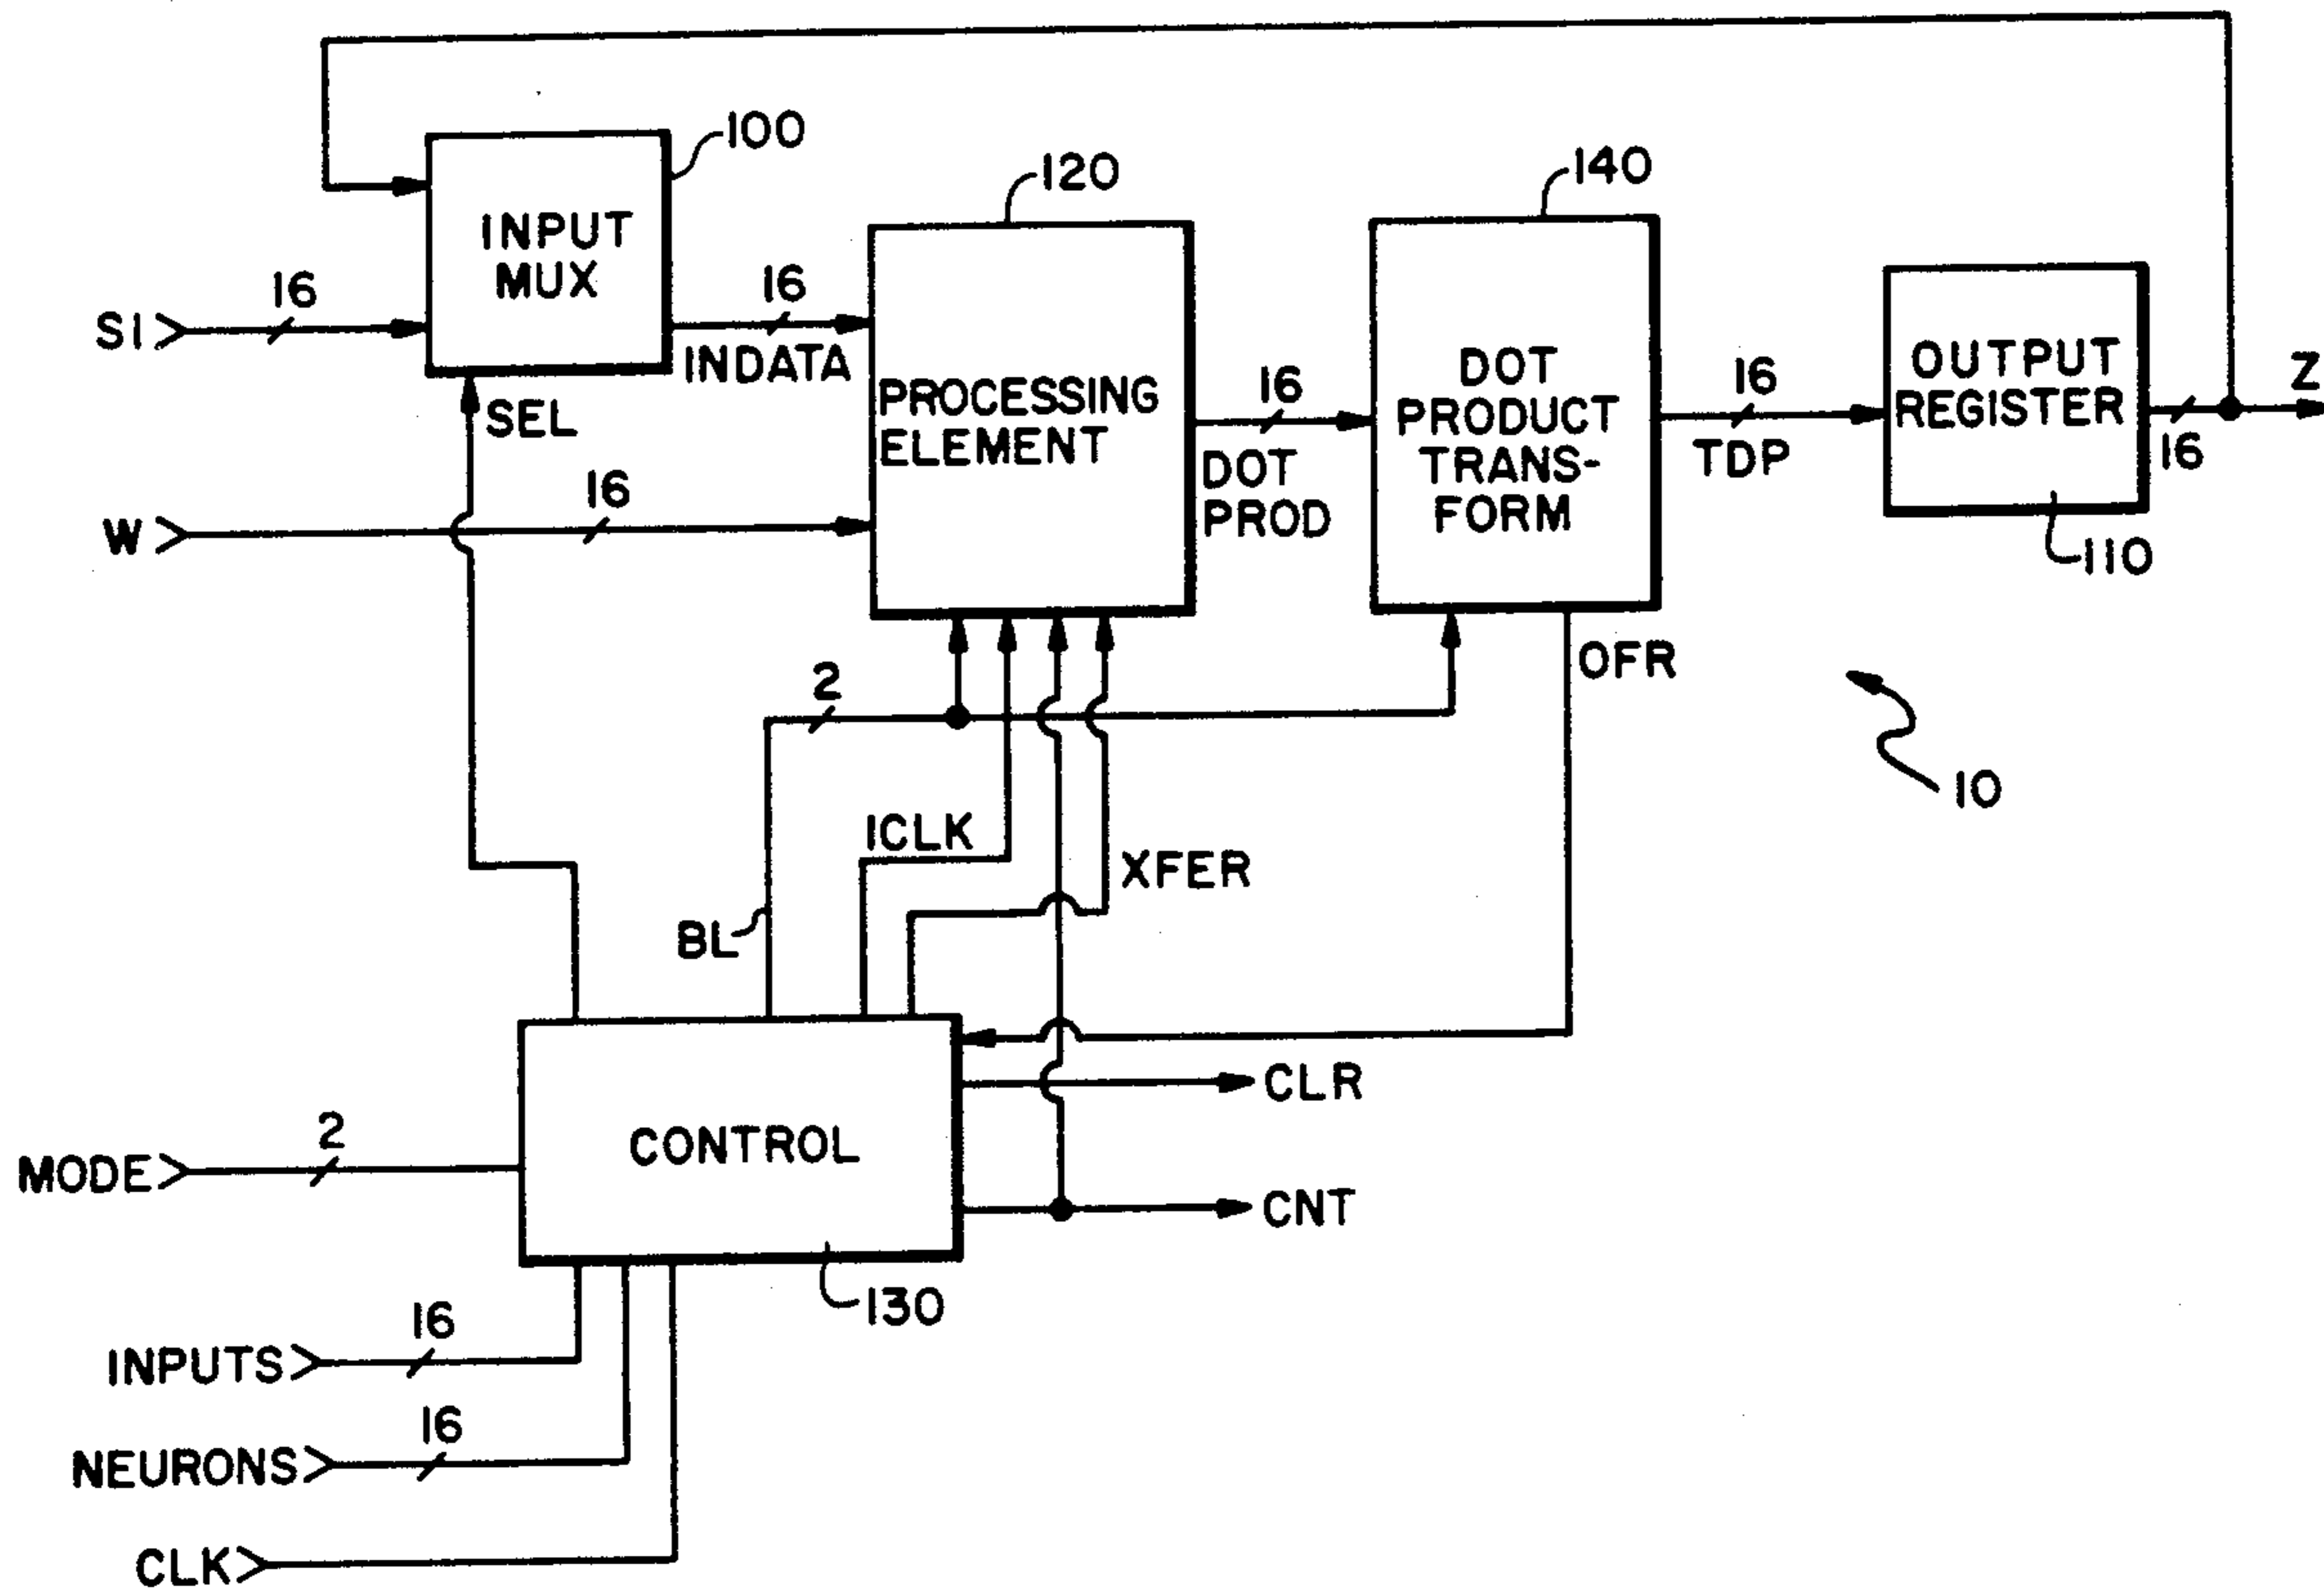 100
INPUT
MUX
16
SI
16
INDATA
SEL
16
W
120
PROCESSING
ELEMENT
16
DOT
PROD
140
DOT
PRODUCT
TRANS-
FORM
16
TDP
OUTPUT
REGISTER
110
Z
16
OFR
10
2
BL
ICLK
XFER
CONTROL
130
CLR
CNT
MODE
2
INPUTS
16
NEURONS
16
CLK